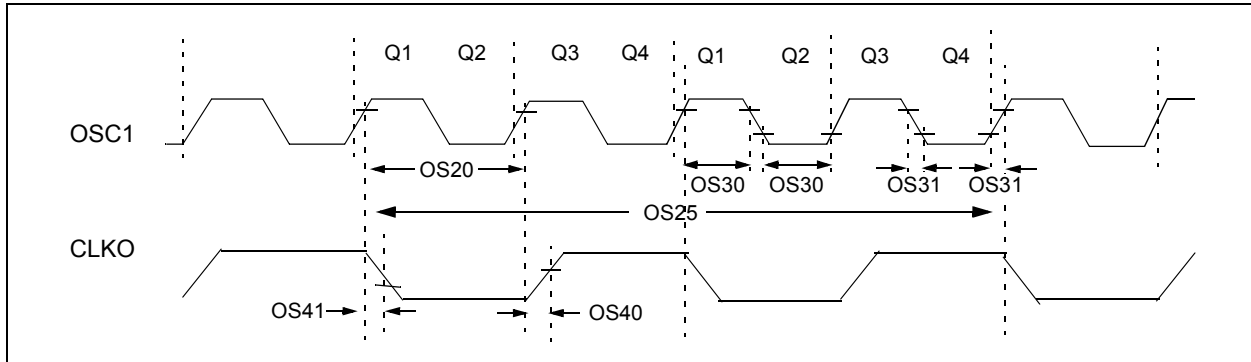 Q1 Q2 Q3 Q4 Q1 Q2 Q3 Q4
OSC1
OS20
OS30 OS30
OS31 OS31
OS25
CLKO
OS41
OS40